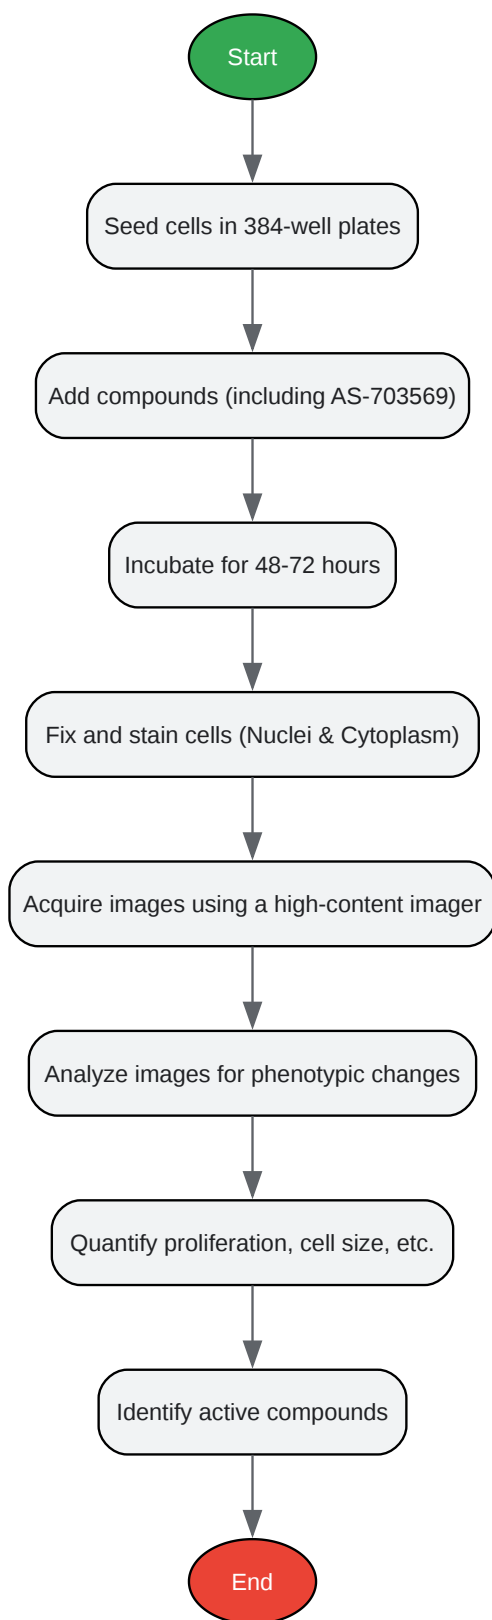 Start
Seed cells in 384-well plates
Add compounds (including AS-703569)
Incubate for 48-72 hours
Fix and stain cells (Nuclei & Cytoplasm)
Acquire images using a high-content imager
Analyze images for phenotypic changes
Quantify proliferation, cell size, etc.
Identify active compounds
End